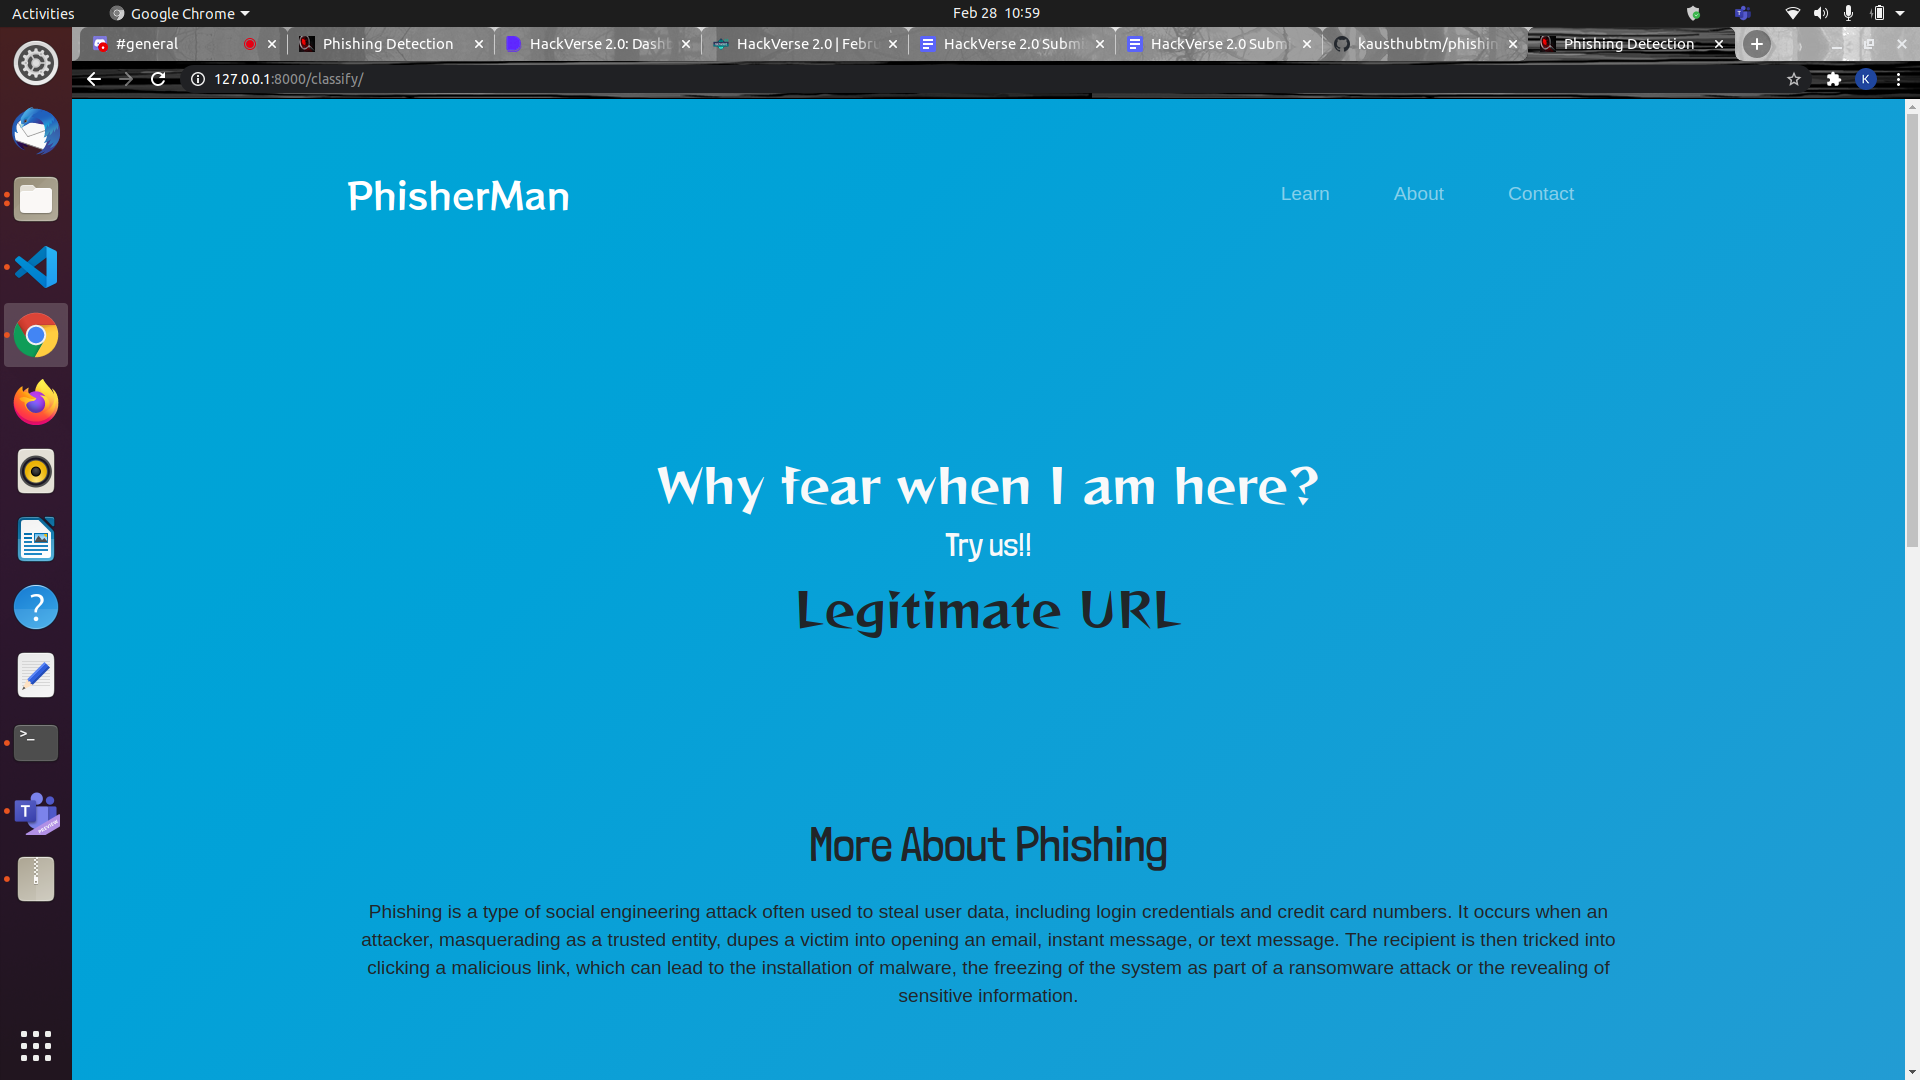 Activities
Google Chrome
Feb 28 10:59
#general
Phishing Detection
HackVerse 2.0: Dasht
HackVerse 2.0 | Febru
HackVerse 2.0 Submi
HackVerse 2.0 Subm
kausthubtm/phishin
Phishing Detection
127.0.0.1:8000/classify/
K
PhisherMan
Learn
About
Contact
Why fear when I am here?
Try us!!
Legitimate URL
More About Phishing
Phishing is a type of social engineering attack often used to steal user data, including login credentials and credit card numbers. It occurs when an
attacker, masquerading as a trusted entity, dupes a victim into opening an email, instant message, or text message. The recipient is then tricked into
clicking a malicious link, which can lead to the installation of malware, the freezing of the system as part of a ransomware attack or the revealing of
sensitive information.